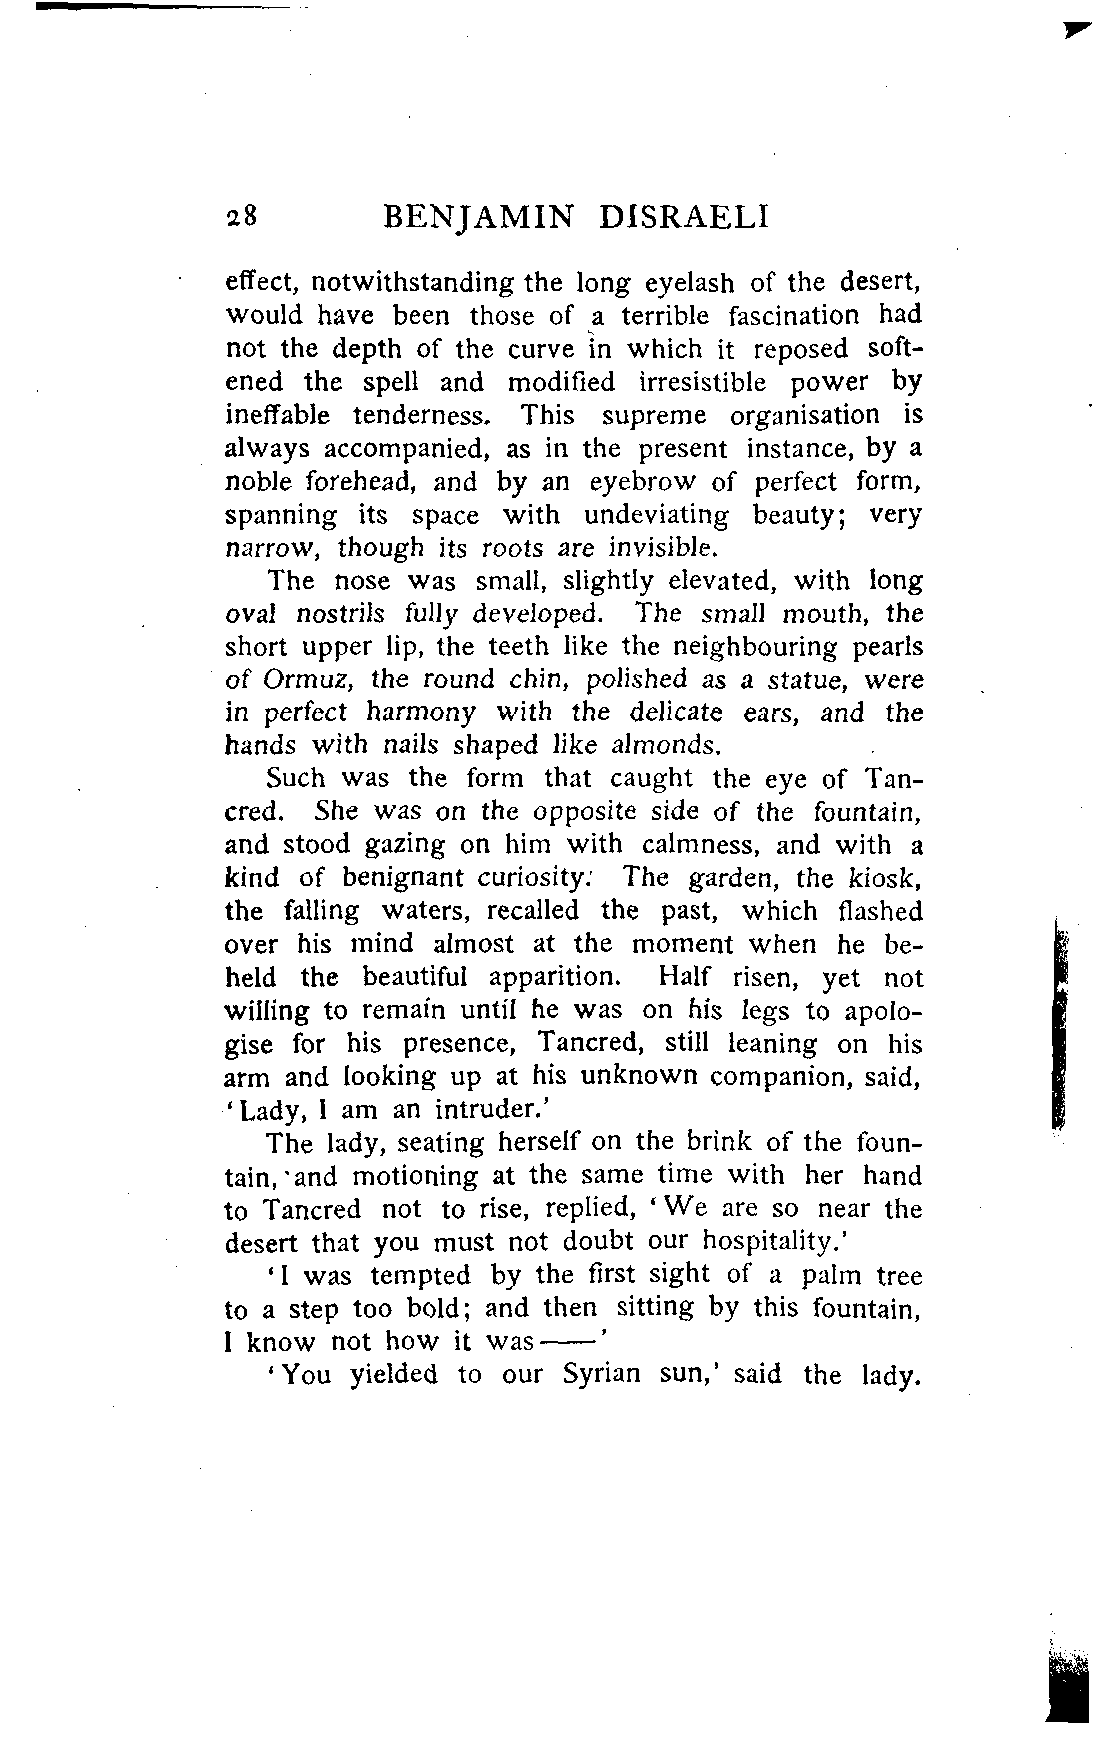 28 BENJAMIN DISRAELI
effect, notwithstanding the long eyelash of the desert,
would have been those of a terrible fascination had
not the depth of the curve in which it reposed soft-
ened the spell and modified irresistible power by
ineffable tenderness. This supreme organisation is
always accompanied, as in the present instance, by a
noble forehead, and by an eyebrow of perfect form,
spanning its space with undeviating beauty; very
narrow, though its roots are invisible.
The nose was small, slightly elevated, with long
oval nostrils fully developed. The small mouth, the
short upper lip, the teeth like the neighbouring pearls
of Ormuz, the round chin, polished as a statue, were
in perfect harmony with the delicate ears, and the
hands with nails shaped like almonds.
Such was the form that caught the eye of Tan-
cred. She was on the opposite side of the fountain,
and stood gazing on him with calmness, and with a
kind of benignant curiosity. The garden, the kiosk,
the falling waters, recalled the past, which flashed
over his mind almost at the moment when he be-
held the beautiful apparition. Half risen, yet not
willing to remain until he was on his legs to apolo-
gise for his presence, Tancred, still leaning on his
arm and looking up at his unknown companion, said,
‘Lady, I am an intruder.’
The lady, seating herself on the brink of the foun-
tain, and motioning at the same time with her hand
to Tancred not to rise, replied, ‘We are so near the
desert that you must not doubt our hospitality.’
‘I was tempted by the first sight of a palm tree
to a step too bold; and then sitting by this fountain,
I know not how it was——’
‘You yielded to our Syrian sun,’ said the lady.